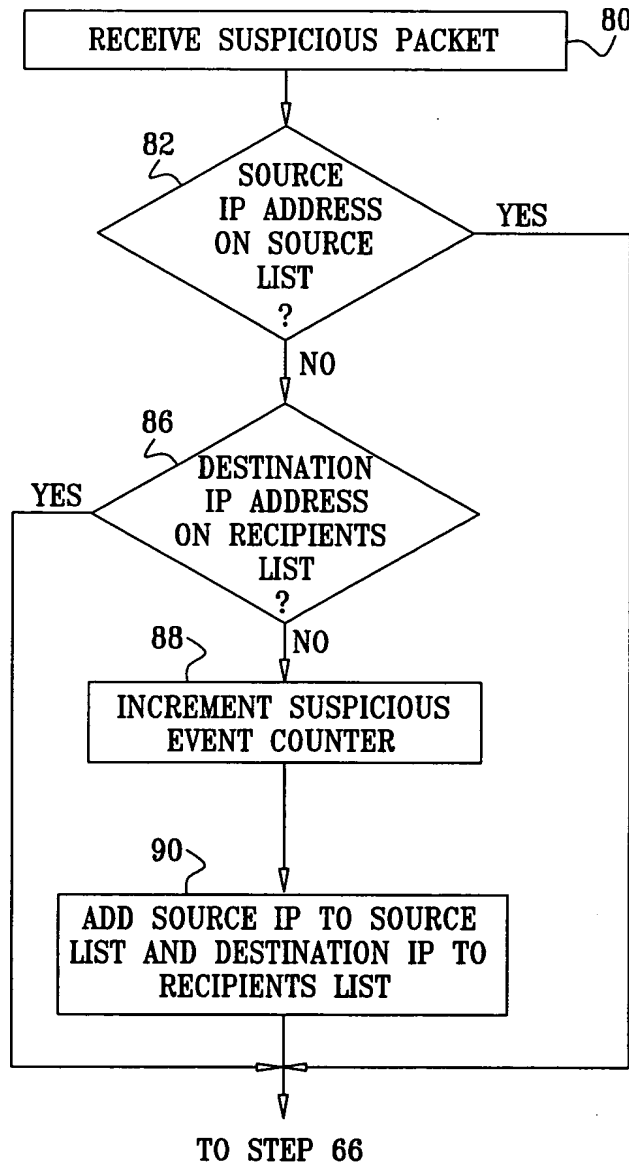 RECEIVE SUSPICIOUS PACKET
80
82
SOURCE
IP ADDRESS
ON SOURCE
LIST
?
YES
NO
86
DESTINATION
IP ADDRESS
ON RECIPIENTS
LIST
?
YES
NO
88
INCREMENT SUSPICIOUS
EVENT COUNTER
90
ADD SOURCE IP TO SOURCE
LIST AND DESTINATION IP TO
RECIPIENTS LIST
TO STEP 66